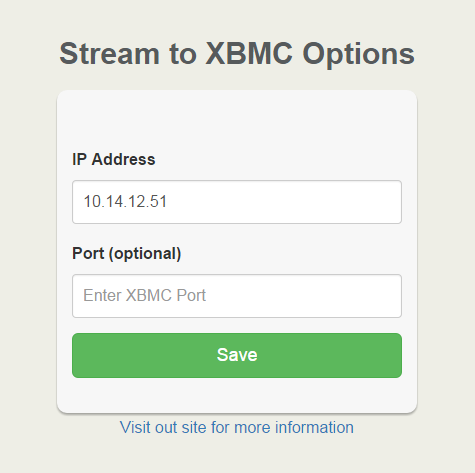 Stream to XBMC Options
IP Address
10.14.12.51
Port (optional)
Enter XBMC Port
Save
Visit out site for more information